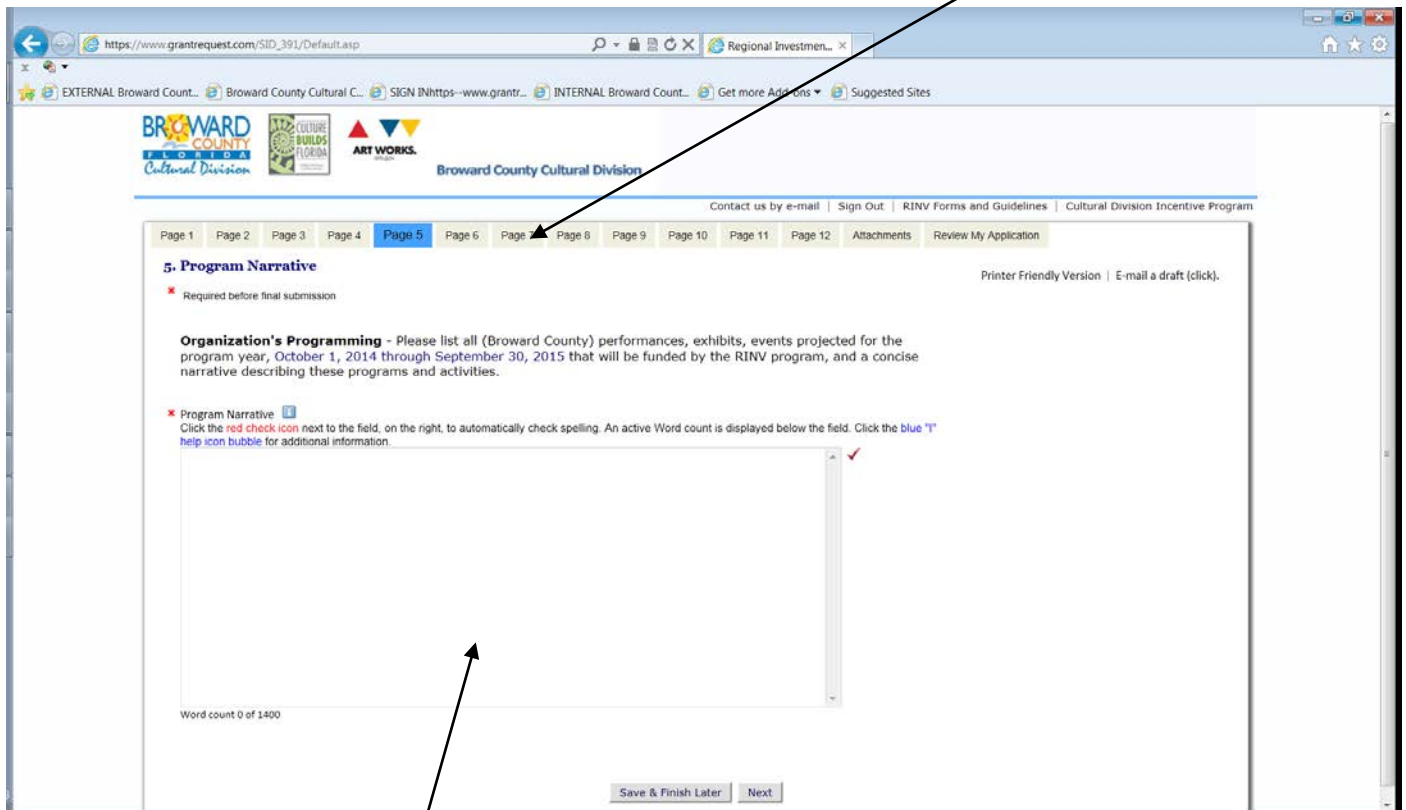 https://www.grantrequest.com/SID_391/Default.asp
Regional Investmen...
x
EXTERNAL Broward Count... Broward County Cultural C... SIGN INhttps--www.grantr... INTERNAL Broward Count... Get more Add-ons Suggested Sites
BROWARD
COUNTY
FLORIDA
Cultural Division
CULTURE
BUILDS
FLORIDA
ART WORKS.
Broward County Cultural Division
Contact us by e-mail | Sign Out | RINV Forms and Guidelines | Cultural Division Incentive Program
Page 1 Page 2 Page 3 Page 4 Page 5 Page 6 Page 7 Page 8 Page 9 Page 10 Page 11 Page 12 Attachments Review My Application
5. Program Narrative
Printer Friendly Version | E-mail a draft (click).
Required before final submission
Organization's Programming - Please list all (Broward County) performances, exhibits, events projected for the
program year, October 1, 2014 through September 30, 2015 that will be funded by the RINV program, and a concise
narrative describing these programs and activities.
Program Narrative
Click the red check icon next to the field, on the right, to automatically check spelling. An active Word count is displayed below the field. Click the blue "I"
help icon bubble for additional information.
Word count 0 of 1400
Save & Finish Later Next